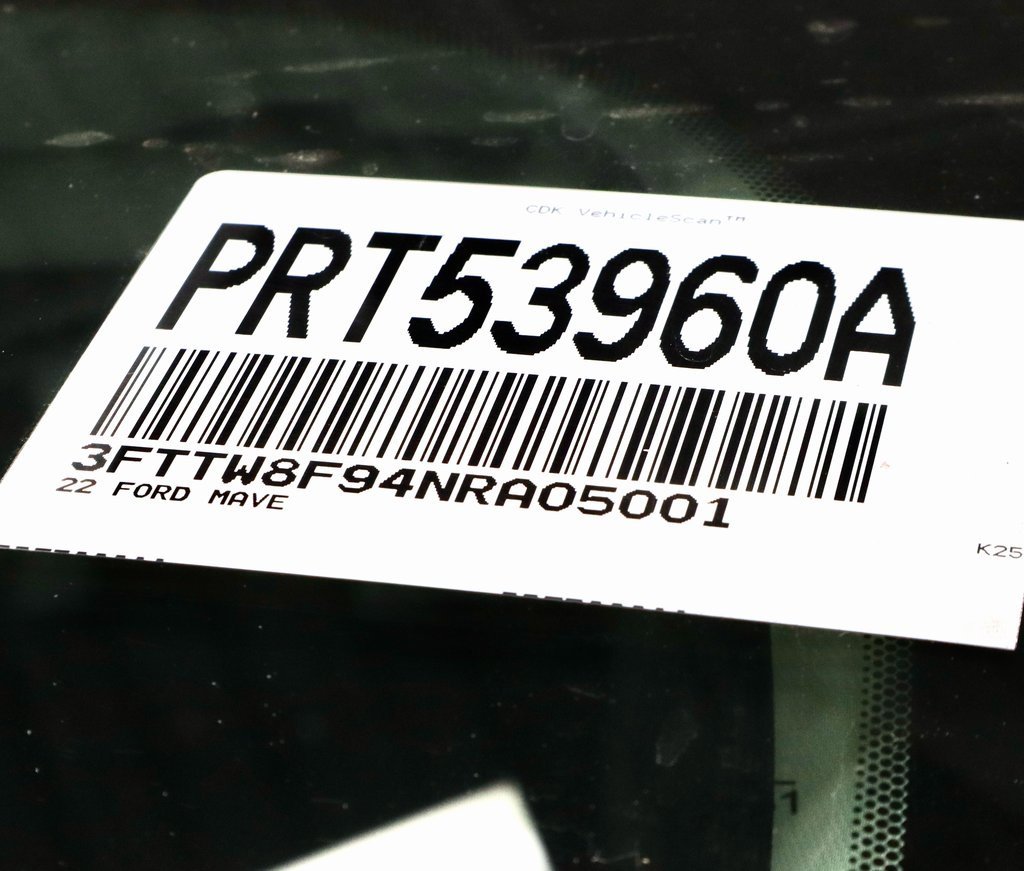 CDK VehicleScan™
PRT53960A
3FTTW8F94NRA05001
22 FORD MAVE
K25